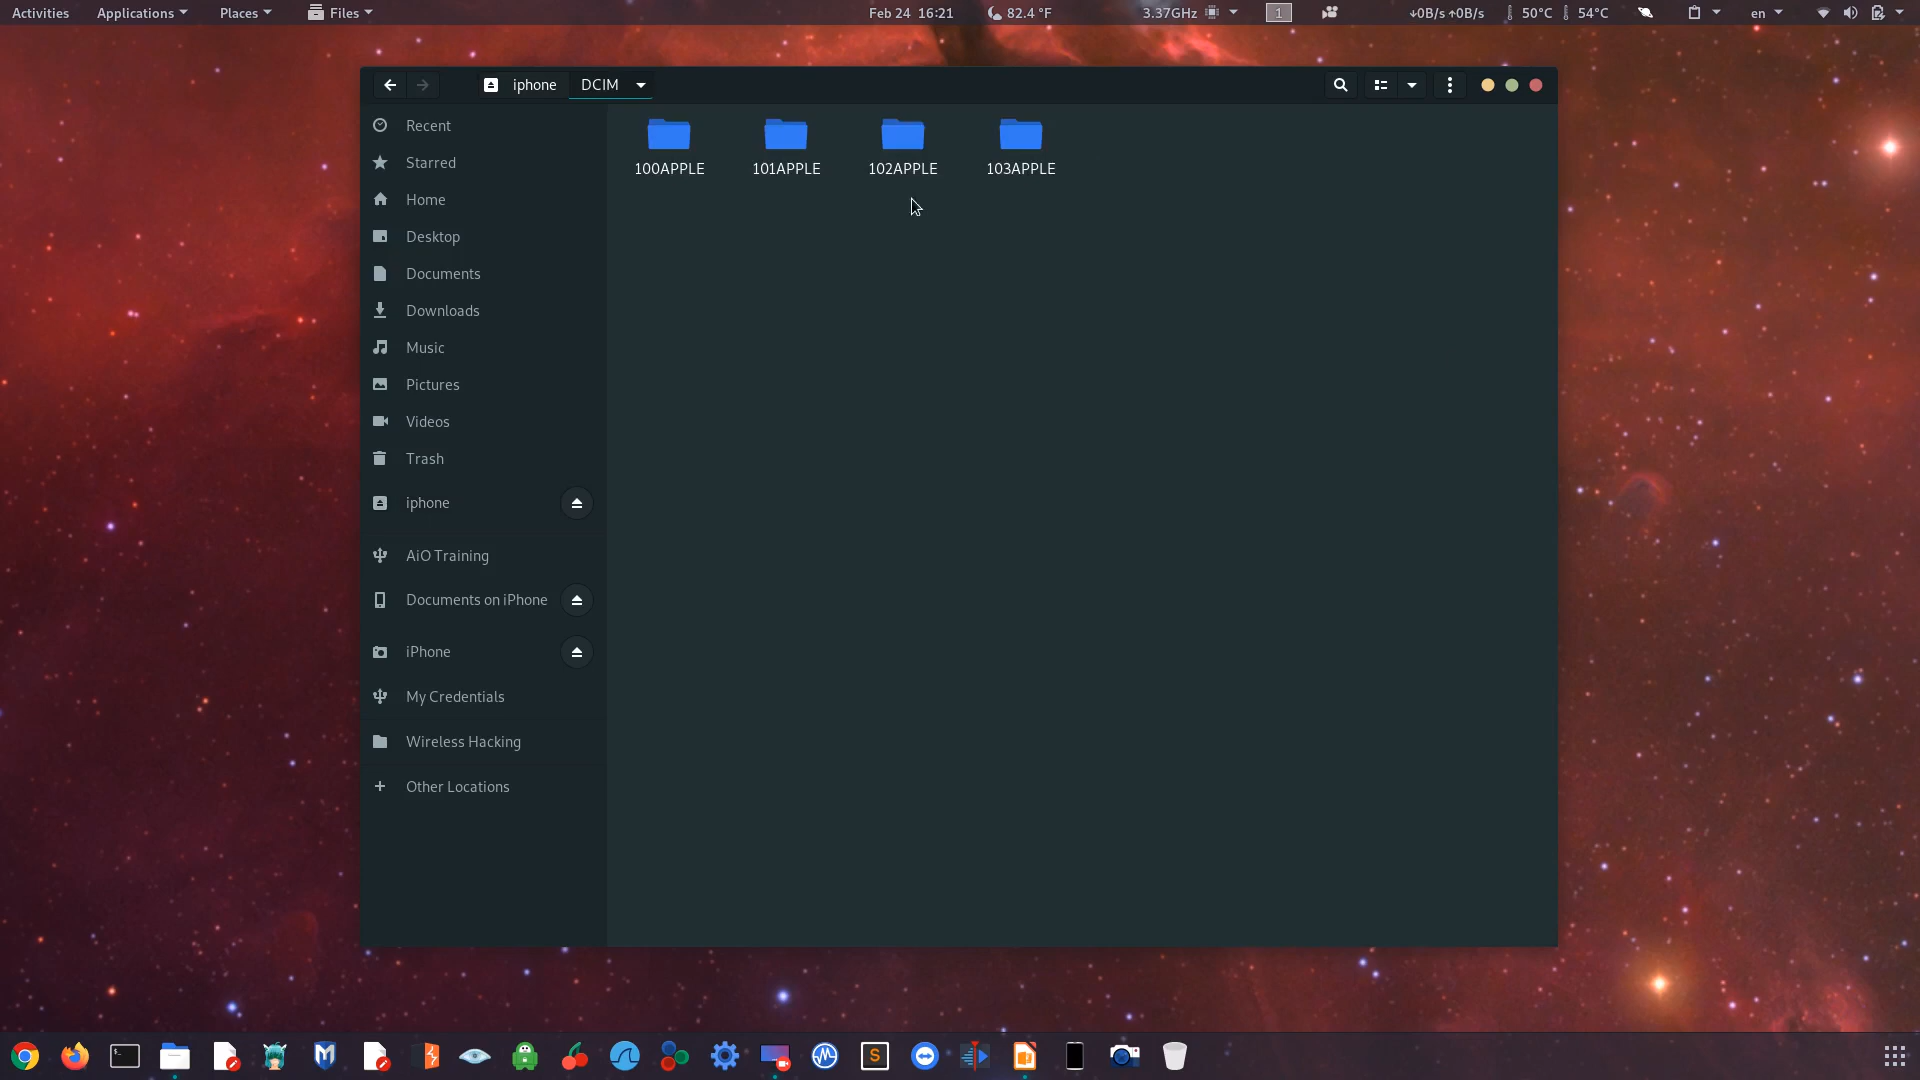 Activities Applications Places Files Feb 24 16:21 82.4 °F 3.37GHz 1 ↓0B/s ↑0B/s 50°C 54°C en
iphone DCIM
Recent
Starred
Home
Desktop
Documents
Downloads
Music
Pictures
Videos
Trash
iphone
AiO Training
Documents on iPhone
iPhone
My Credentials
Wireless Hacking
Other Locations
100APPLE 101APPLE 102APPLE 103APPLE
S